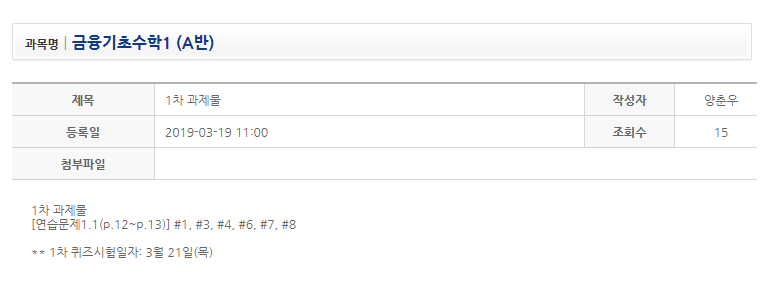 과목명 | 금융기초수학1 (A반)
제목 1차 과제물 작성자 양춘우
등록일 2019-03-19 11:00 조회수 15
첨부파일
1차 과제물
[연습문제1.1(p.12~p.13)] #1, #3, #4, #6, #7, #8
** 1차 퀴즈시험일자: 3월 21일(목)